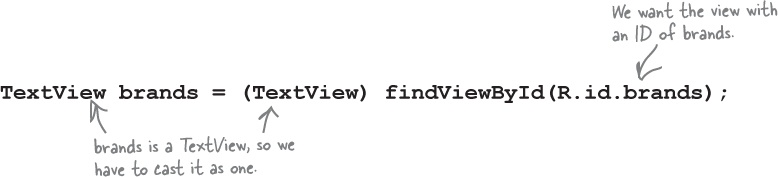 We want the view with
an ID of brands.
TextView brands = (TextView) findViewById(R.id.brands);
brands is a TextView, so we
have to cast it as one.